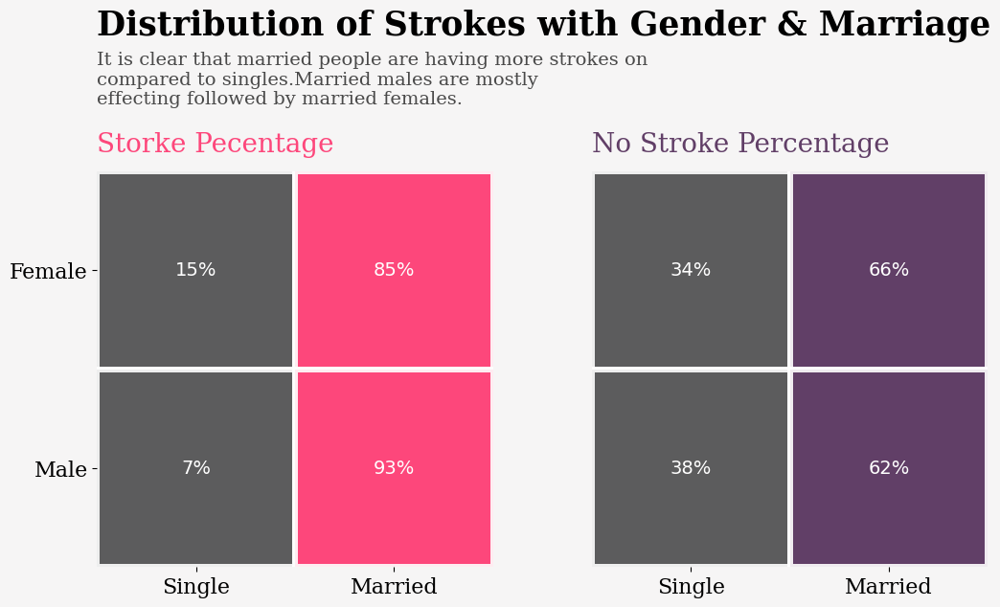 Distribution of Strokes with Gender & Marriage
It is clear that married people are having more strokes on
compared to singles.Married males are mostly
effecting followed by married females.
Storke Pecentage
No Stroke Percentage
Female
15%
85%
34%
66%
Male
7%
93%
38%
62%
Single
Married
Single
Married